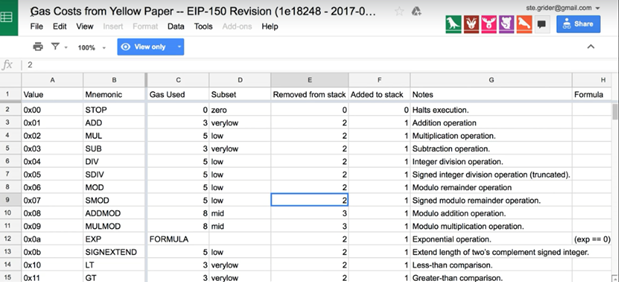 Gas Costs from Yellow Paper -- EIP-150 Revision (1e18248 - 2017-0...
ste.grider@gmail.com
File Edit View Insert Format Data Tools Add-ons Help
Share
100% View only
fx 2
A B C D E F G H
1 Value Mnemonic Gas Used Subset Removed from stack Added to stack Notes Formula
2 0x00 STOP 0 zero 0 0 Halts execution.
3 0x01 ADD 3 verylow 2 1 Addition operation
4 0x02 MUL 5 low 2 1 Multiplication operation.
5 0x03 SUB 3 verylow 2 1 Subtraction operation.
6 0x04 DIV 5 low 2 1 Integer division operation.
7 0x05 SDIV 5 low 2 1 Signed integer division operation (truncated).
8 0x06 MOD 5 low 2 1 Modulo remainder operation
9 0x07 SMOD 5 low 2 1 Signed modulo remainder operation.
10 0x08 ADDMOD 8 mid 3 1 Modulo addition operation.
11 0x09 MULMOD 8 mid 3 1 Modulo multiplication operation.
12 0x0a EXP FORMULA 2 1 Exponential operation. (exp == 0)
13 0x0b SIGNEXTEND 5 low 2 1 Extend length of two's complement signed integer.
14 0x10 LT 3 verylow 2 1 Less-than comparison.
15 0x11 GT 3 verylow 2 1 Greater-than comparison.